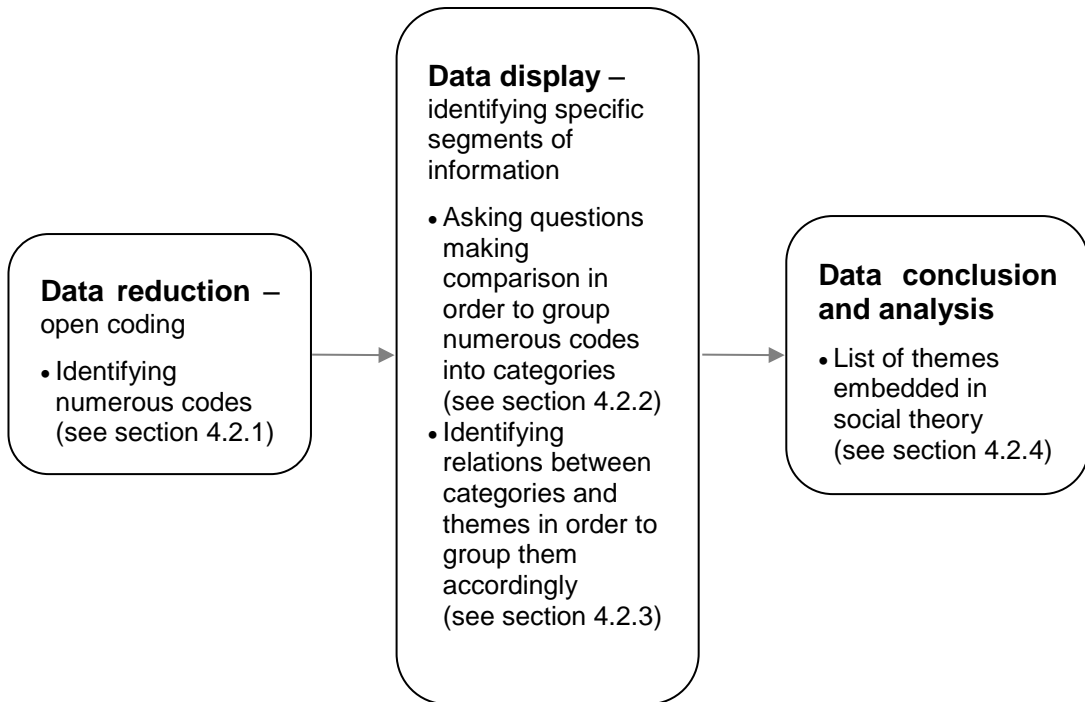 Data reduction –
open coding
• Identifying
numerous codes
(see section 4.2.1)
Data display –
identifying specific
segments of
information
• Asking questions
making
comparison in
order to group
numerous codes
into categories
(see section 4.2.2)
• Identifying
relations between
categories and
themes in order to
group them
accordingly
(see section 4.2.3)
Data conclusion
and analysis
• List of themes
embedded in
social theory
(see section 4.2.4)